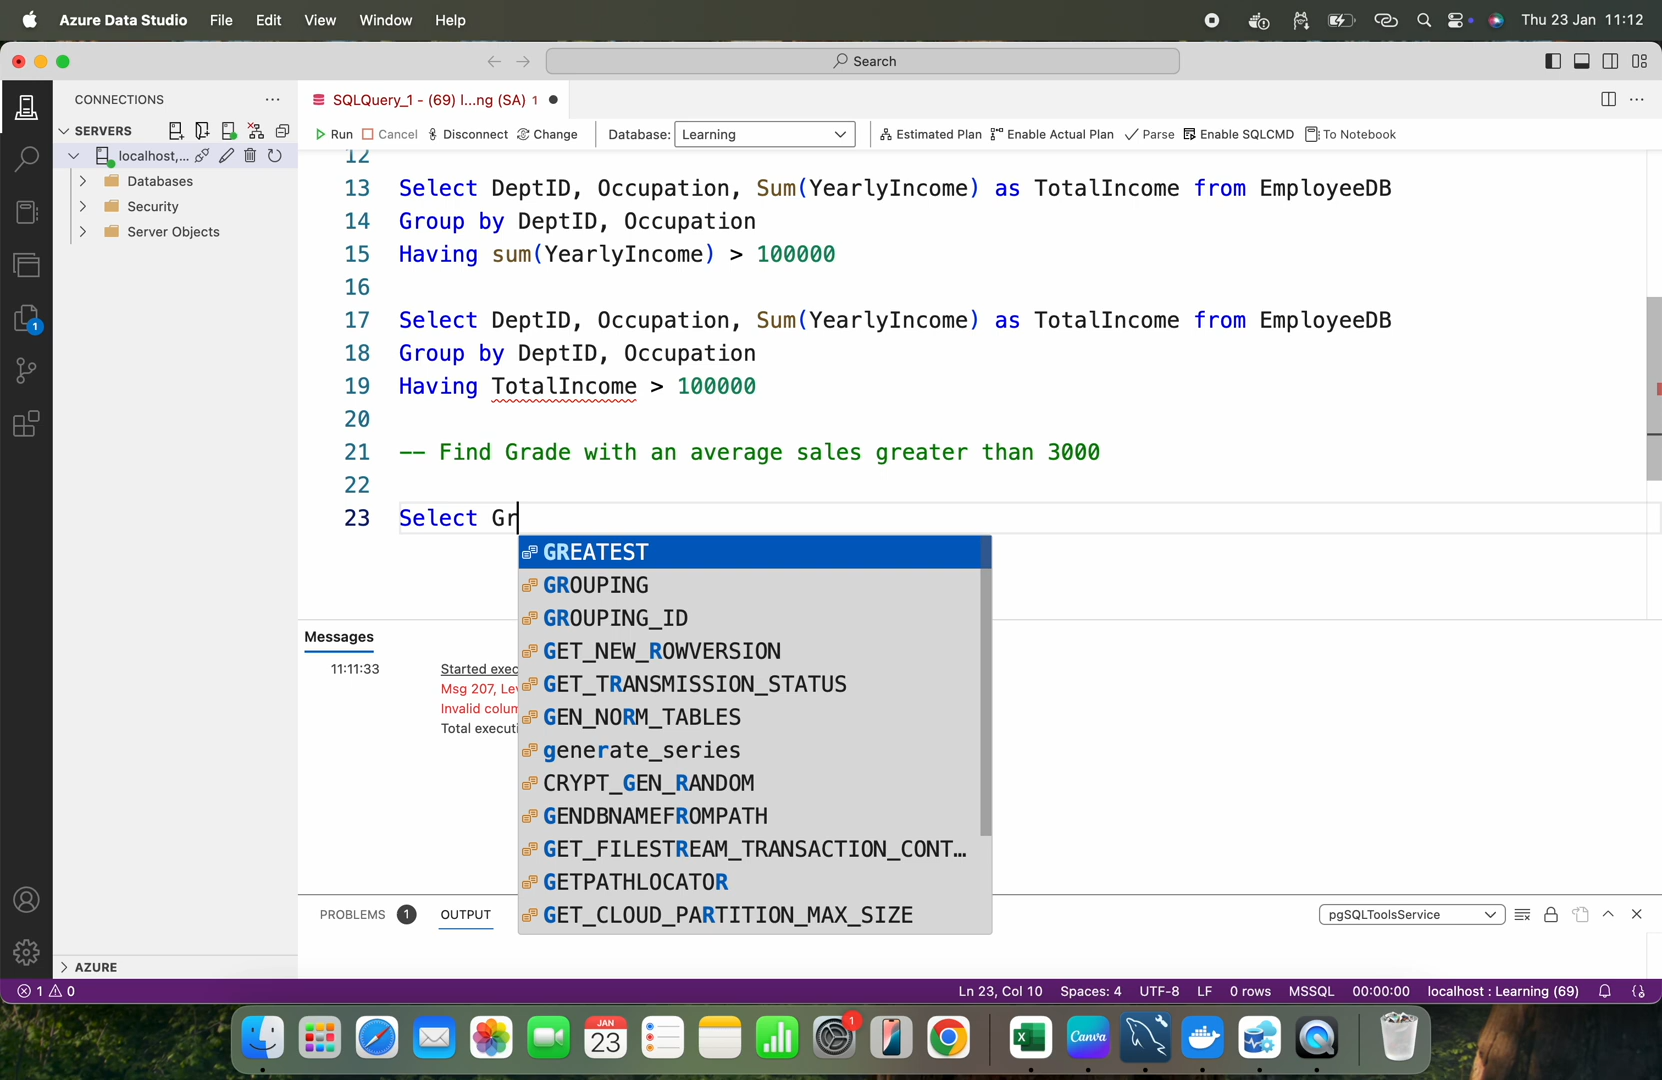 Azure Data Studio File Edit View Window Help Thu 23 Jan 11:12
Search
CONNECTIONS
SQLQuery_1 - (69) l...ng (SA) 1
SERVERS
Run Cancel Disconnect Change Database: Learning Estimated Plan Enable Actual Plan Parse Enable SQLCMD To Notebook
localhost,...
Databases
Security
Server Objects
12
13 Select DeptID, Occupation, Sum(YearlyIncome) as TotalIncome from EmployeeDB
14 Group by DeptID, Occupation
15 Having sum(YearlyIncome) > 100000
16
17 Select DeptID, Occupation, Sum(YearlyIncome) as TotalIncome from EmployeeDB
18 Group by DeptID, Occupation
19 Having TotalIncome > 100000
20
21 -- Find Grade with an average sales greater than 3000
22
23 Select Gr
GREATEST
GROUPING
GROUPING_ID
GET_NEW_ROWVERSION
GET_TRANSMISSION_STATUS
GEN_NORM_TABLES
generate_series
CRYPT_GEN_RANDOM
GENDBNAMEFROMPATH
GET_FILESTREAM_TRANSACTION_CONT...
GETPATHLOCATOR
GET_CLOUD_PARTITION_MAX_SIZE
Messages
11:11:33 Started exec
Msg 207, Lev
Invalid colum
Total executi
1
PROBLEMS 1 OUTPUT pgSQLToolsService
AZURE
1 0 Ln 23, Col 10 Spaces: 4 UTF-8 LF 0 rows MSSQL 00:00:00 localhost : Learning (69)
JAN
23
1
Canva